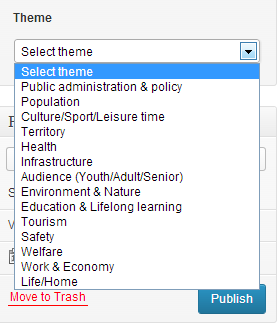 Theme
Select theme
Select theme
Public administration & policy
Population
Culture/Sport/Leisure time
Territory
Health
Infrastructure
Audience (Youth/Adult/Senior)
Environment & Nature
Education & Lifelong learning
Tourism
Safety
Welfare
Work & Economy
Life/Home
Move to Trash
Publish